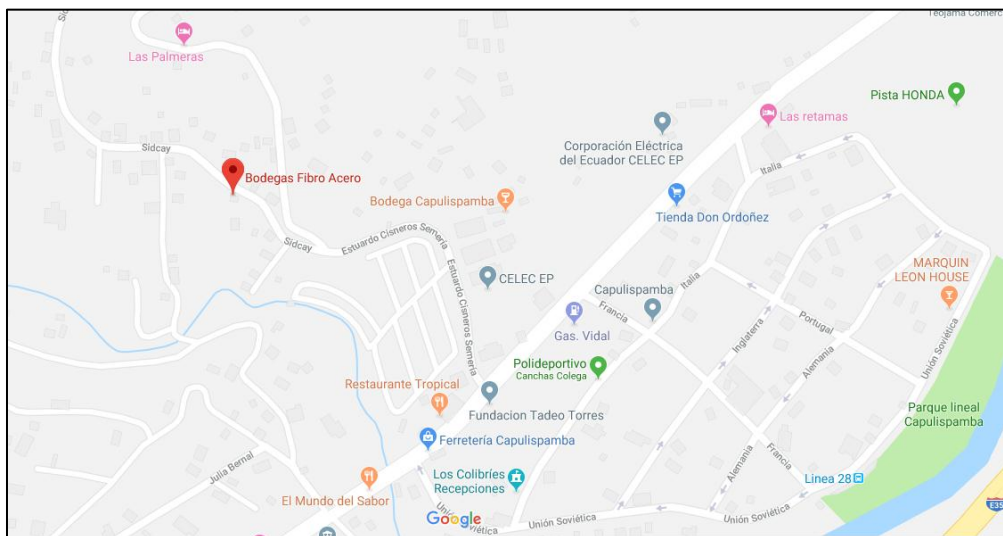 Teojama Comerc
Sid
Las Palmeras
Pista HONDA
Las retamas
Corporación Eléctrica
del Ecuador CELEC EP
Sidcay
Italia
Bodegas Fibro Acero
Bodega Capulispamba
Tienda Don Ordoñez
Sidcay
Estuardo Cisneros Semería
MARQUIN
LEON HOUSE
CELEC EP
Estuardo Cisneros Semería
Capulispamba
Italia
Francia
Portugal
Gas. Vidal
Inglaterra
Alemania
Unión Soviética
Polideportivo
Canchas Colega
Restaurante Tropical
Fundacion Tadeo Torres
Parque lineal
Capulispamba
Ferretería Capulispamba
Julia Bernal
Alemania
Francia
Los Colibríes
Recepciones
Linea 28
El Mundo del Sabor
Unión Soviética
Google
Unión Soviética
Unión Soviética
E35